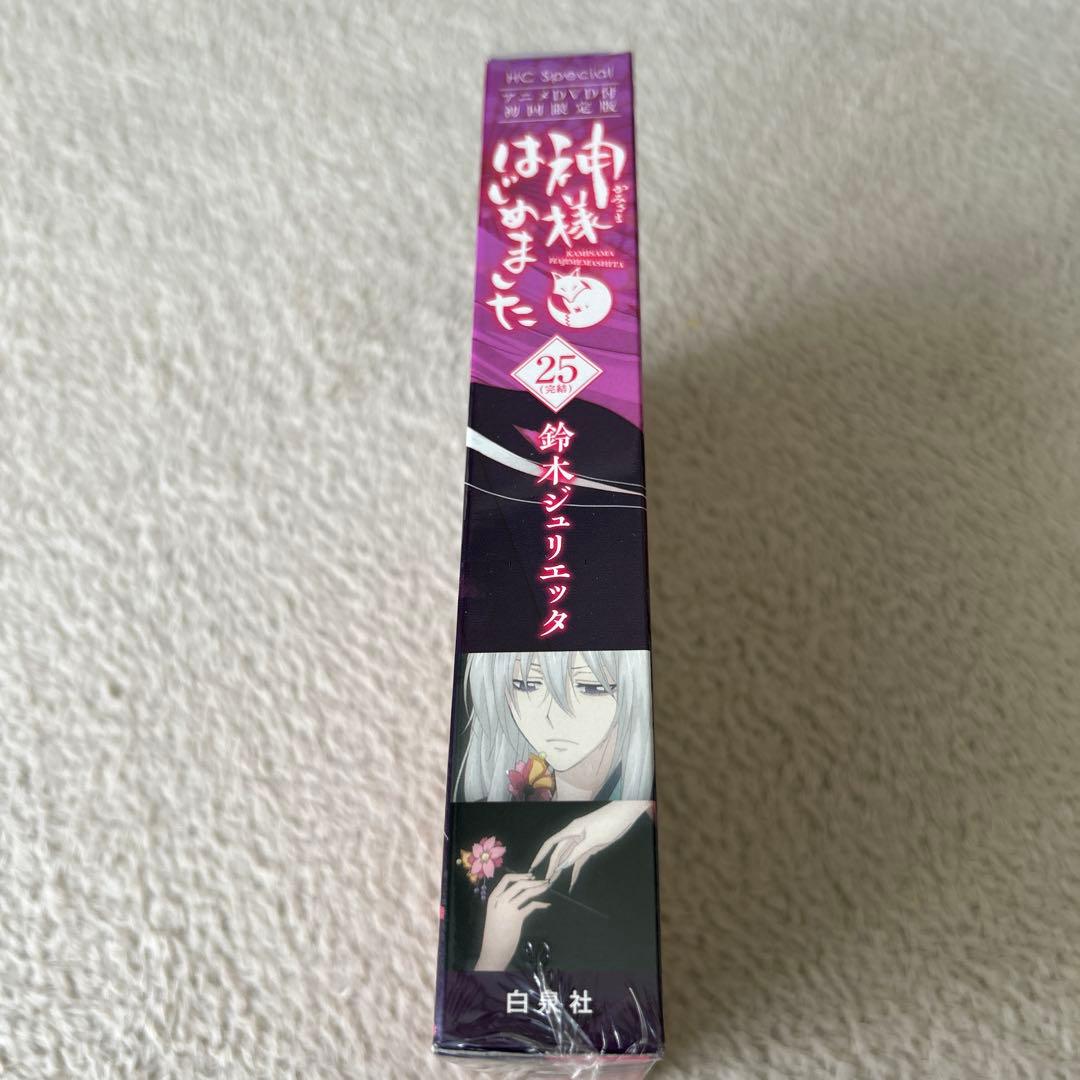 HC Special
アニメDVD付
初回限定版
神様
かみさま
はじめました
KAMISAMA
HAJIMEMASHITA
25
(完結)
鈴木ジュリエッタ
白泉社